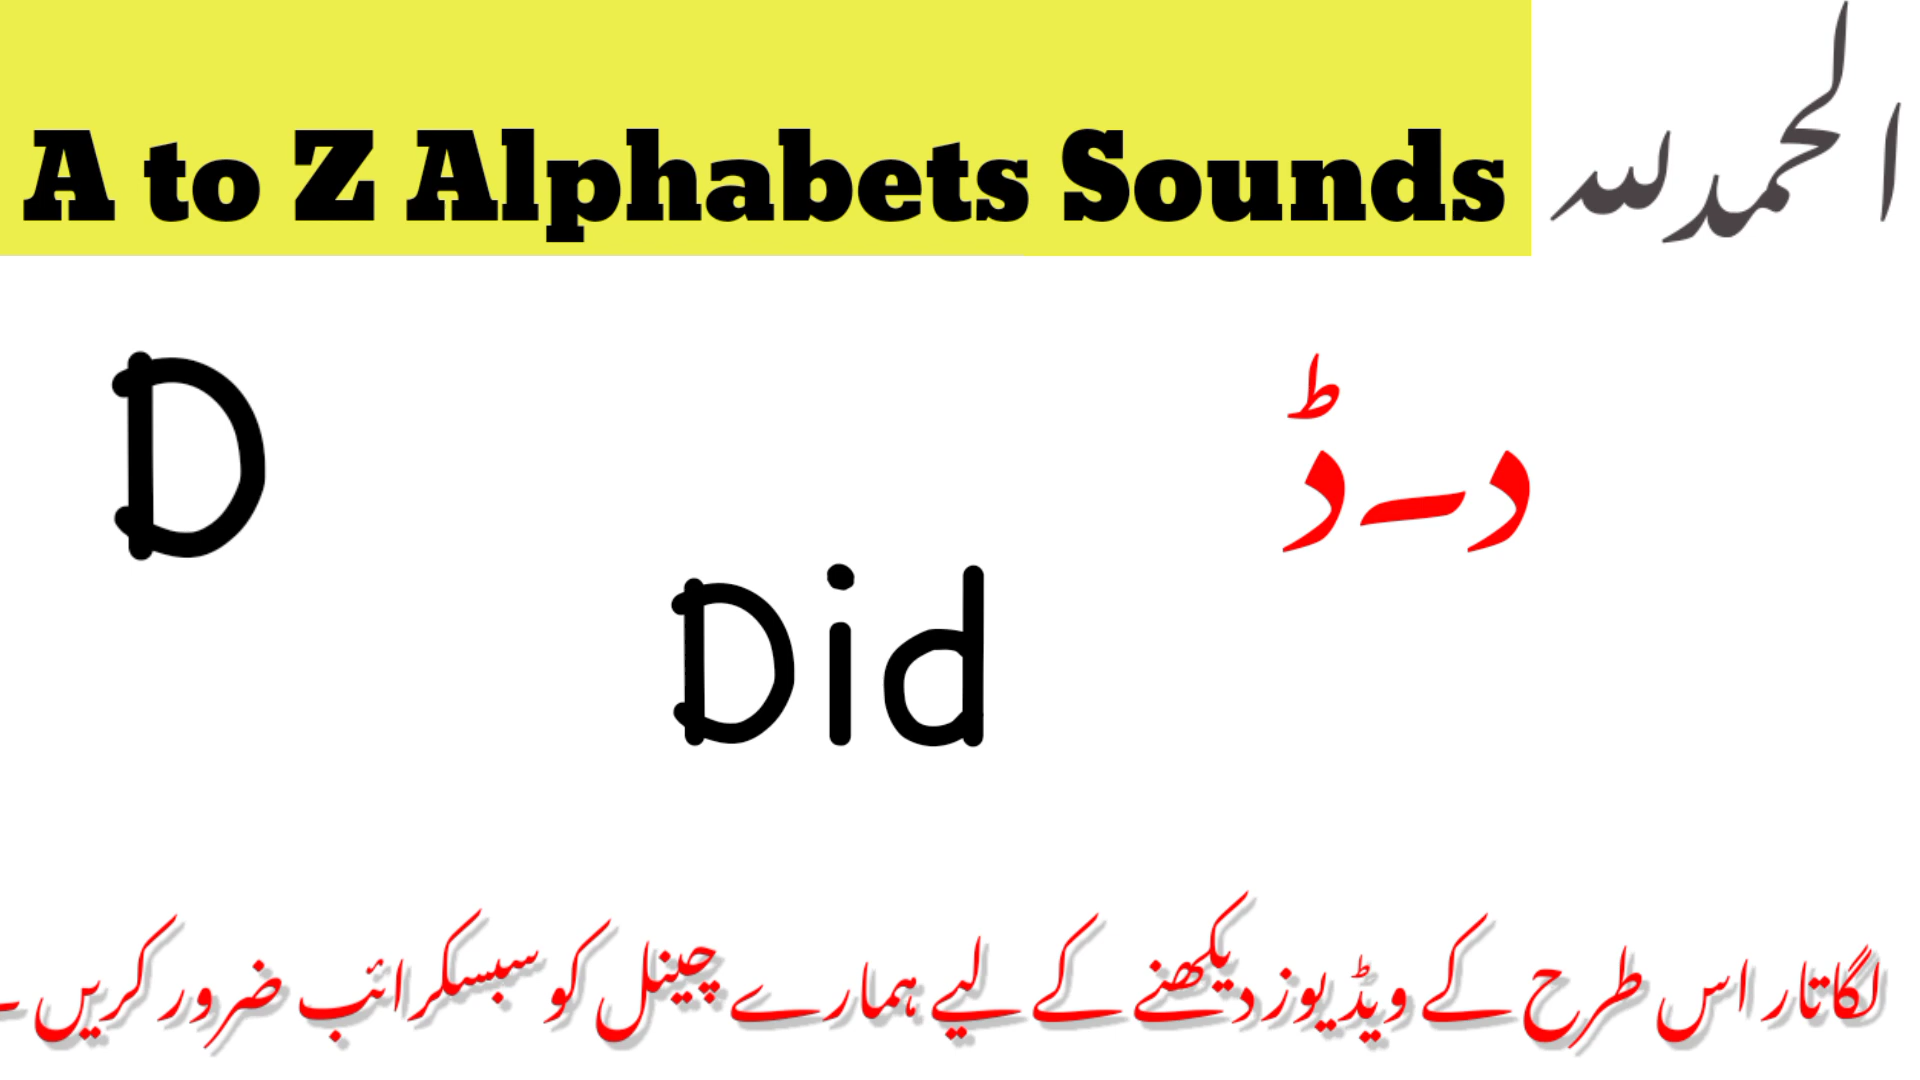 A to Z Alphabets Sounds
الحمدللہ
D
د-ڈ
Did
لگاتار اس طرح کے ویڈیوز دیکھنے کے لیے ہمارے چینل کو سبسکرائب ضرور کریں۔